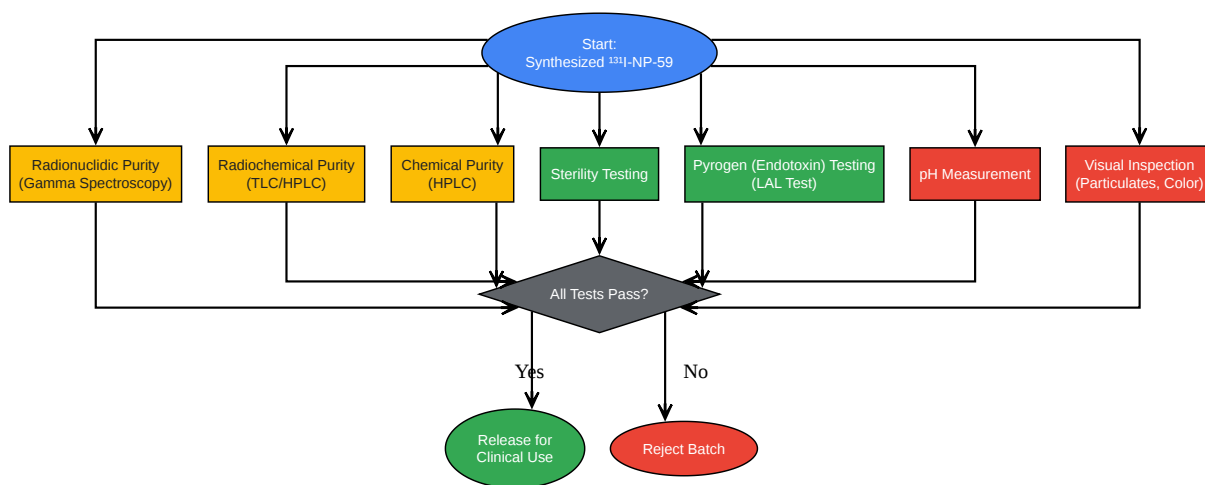 Start:
Synthesized ¹³¹I-NP-59
Radionuclidic Purity
(Gamma Spectroscopy)
Radiochemical Purity
(TLC/HPLC)
Chemical Purity
(HPLC)
Sterility Testing
Pyrogen (Endotoxin) Testing
(LAL Test)
pH Measurement
Visual Inspection
(Particulates, Color)
All Tests Pass?
Yes
No
Release for
Clinical Use
Reject Batch